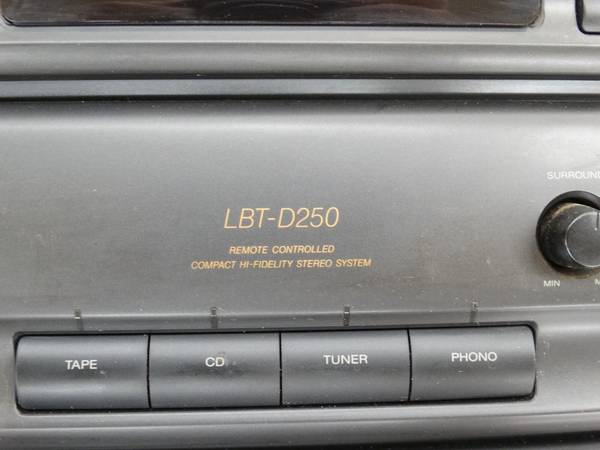 LBT-D250
REMOTE CONTROLLED
COMPACT HI-FIDELITY STEREO SYSTEM
SURROUND
MIN
TAPE
CD
TUNER
PHONO